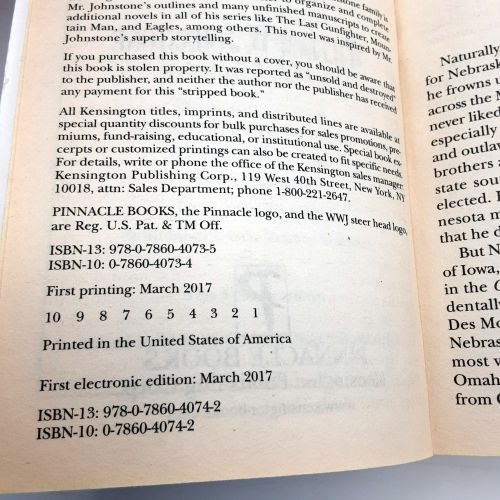 to organize and complete
Mr. Johnstone's outlines and many unfinished manuscripts to create
additional novels in all of his series like The Last Gunfighter, Moun-
tain Man, and Eagles, among others. This novel was inspired by Mr.
Johnstone's superb storytelling.
If you purchased this book without a cover, you should be aware that
this book is stolen property. It was reported as "unsold and destroyed"
to the publisher, and neither the author nor the publisher has received
any payment for this "stripped book."
All Kensington titles, imprints, and distributed lines are available at
special quantity discounts for bulk purchases for sales promotions, pre-
miums, fund-raising, educational, or institutional use. Special book ex-
cerpts or customized printings can also be created to fit specific needs.
For details, write or phone the office of the Kensington sales manager:
Kensington Publishing Corp., 119 West 40th Street, New York, NY
10018, attn: Sales Department; phone 1-800-221-2647.
PINNACLE BOOKS, the Pinnacle logo, and the WWJ steer head logo,
are Reg. U.S. Pat. & TM Off.
ISBN-13: 978-0-7860-4073-5
ISBN-10: 0-7860-4073-4
First printing: March 2017
10 9 8 7 6 5 4 3 2 1
Printed in the United States of America
First electronic edition: March 2017
ISBN-13: 978-0-7860-4074-2
ISBN-10: 0-7860-4074-2
Naturally
for Nebrask
he frowns
across the
never liked
especially
and outlaw
brothers
state sou
elected.
nesota m
that he d
But N
of Iowa,
in the
dentally
Des Mo
Nebras
most v
Omaha
from